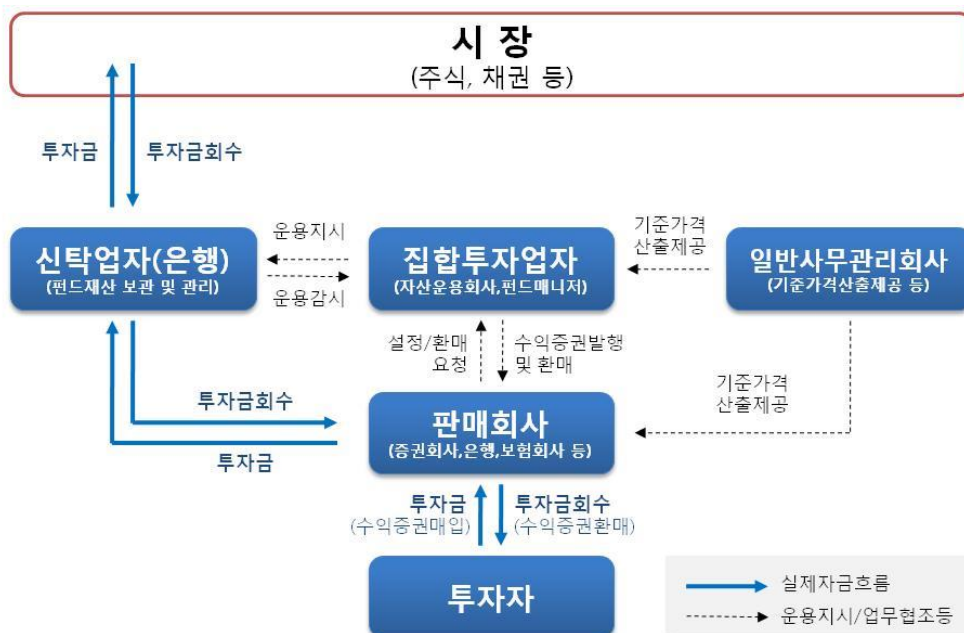 시 장
(주식, 채권 등)
투자금
투자금회수
신탁업자(은행)
(펀드재산 보관 및 관리)
운용지시
운용감시
집합투자업자
(자산운용회사,펀드매니저)
기준가격
산출제공
일반사무관리회사
(기준가격산출제공 등)
설정/환매
요청
수익증권발행
및 환매
기준가격
산출제공
투자금회수
투자금
판매회사
(증권회사,은행,보험회사 등)
투자금
(수익증권매입)
투자금회수
(수익증권환매)
투자자
실제자금흐름
운용지시/업무협조등